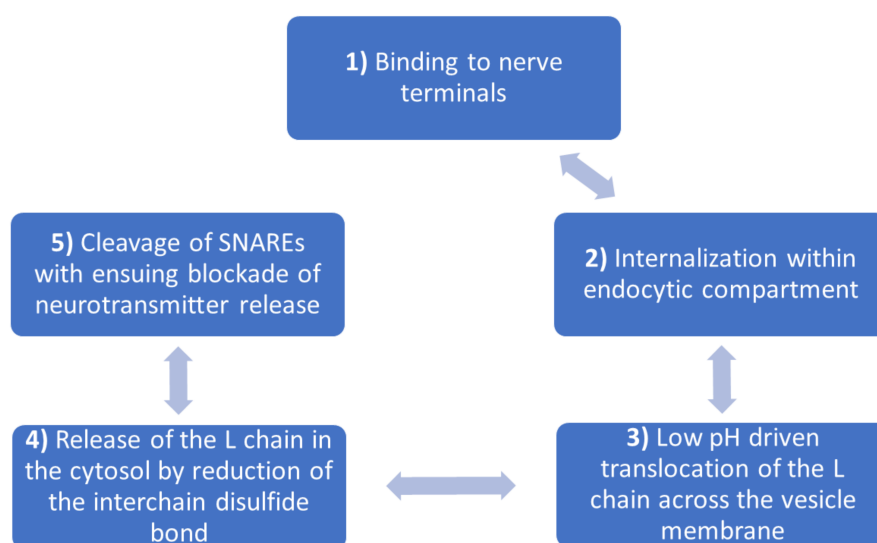 1) Binding to nerve
terminals
2) Internalization within
endocytic compartment
3) Low pH driven
translocation of the L
chain across the vesicle
membrane
4) Release of the L chain in
the cytosol by reduction of
the interchain disulfide
bond
5) Cleavage of SNAREs
with ensuing blockade of
neurotransmitter release